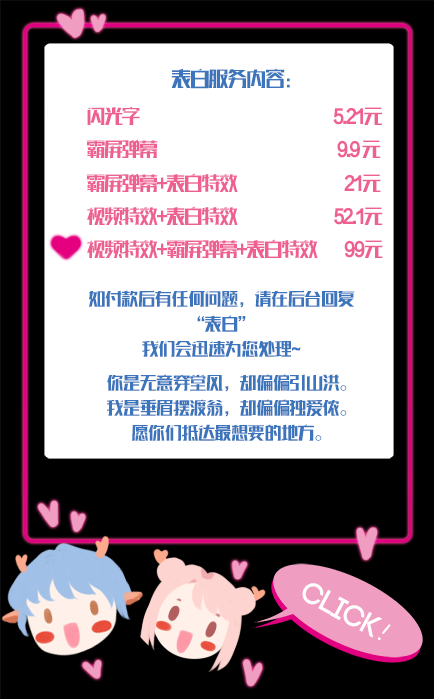 表白服务内容:
闪光字 5.21元
霸屏弹幕 9.9元
霸屏弹幕+表白特效 21元
视频特效+表白特效 52.1元
视频特效+霸屏弹幕+表白特效 99元
如付款后有任何问题，请在后台回复
“表白”
我们会迅速为您处理~
你是无意穿堂风，却偏偏引山洪。
我是垂眉摆渡翁，却偏偏独爱侬。
愿你们抵达最想要的地方。
CLICK!